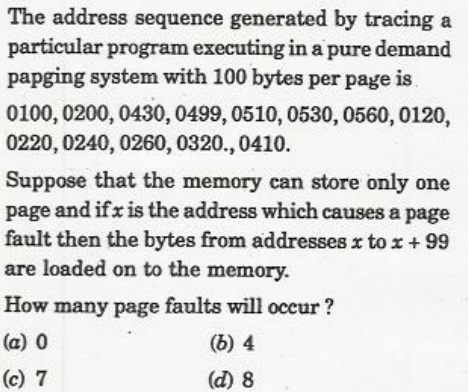 The address sequence generated by tracing a
particular program executing in a pure demand
papging system with 100 bytes per page is
0100, 0200, 0430, 0499, 0510, 0530, 0560, 0120,
0220, 0240, 0260, 0320., 0410.
Suppose that the memory can store only one
page and if x is the address which causes a page
fault then the bytes from addresses x to x + 99
are loaded on to the memory.
How many page faults will occur ?
(a) 0 (b) 4
(c) 7 (d) 8